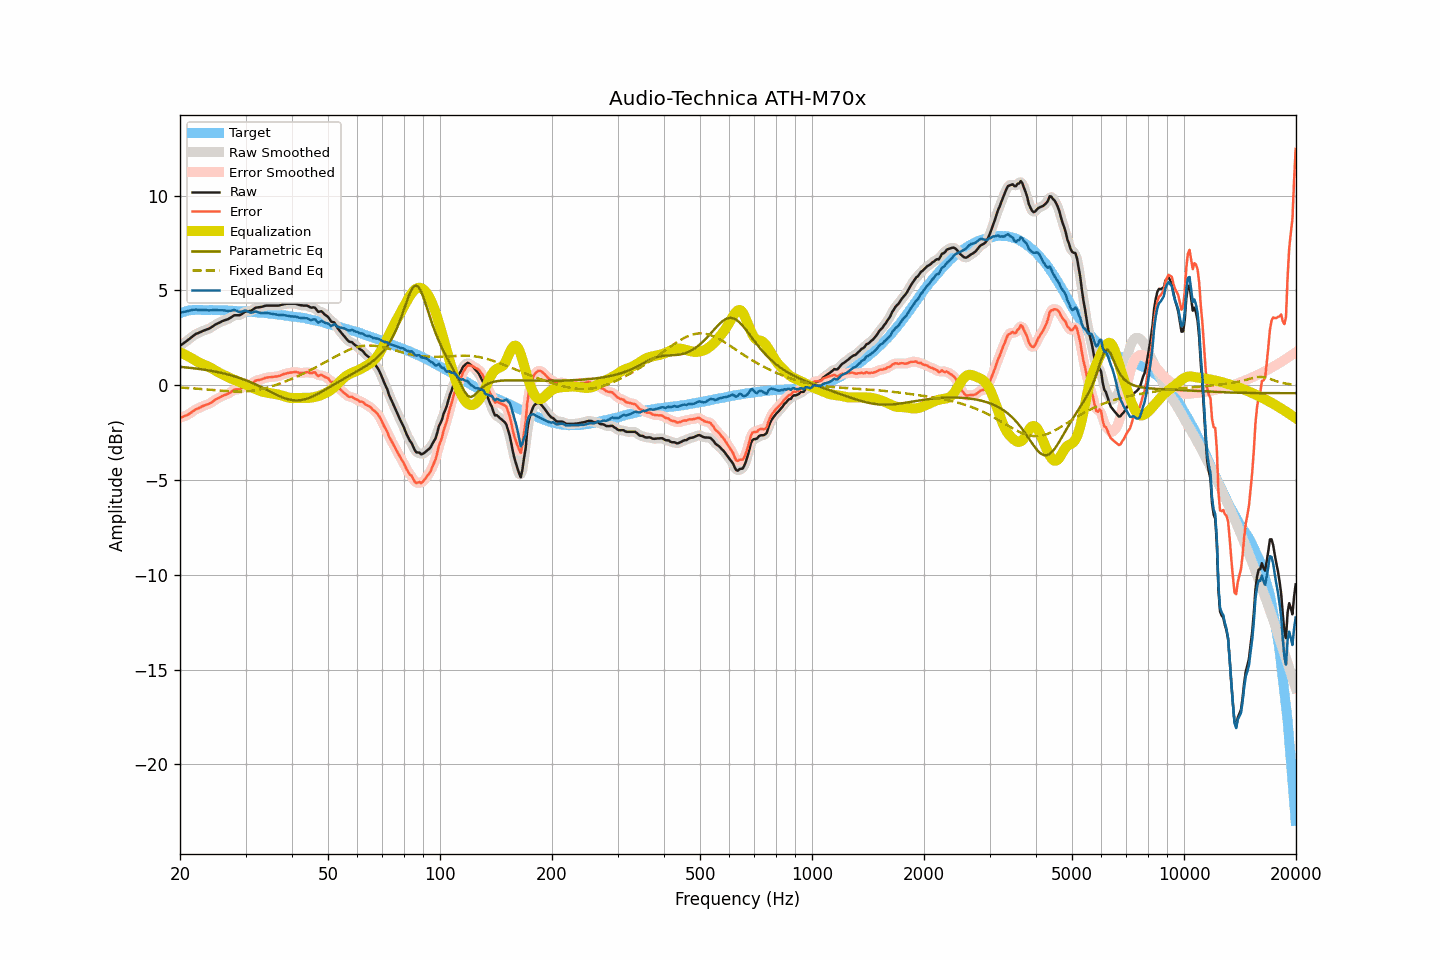 Audio-Technica ATH-M70x
Target
Raw Smoothed
Error Smoothed
Raw
Error
Equalization
Parametric Eq
Fixed Band Eq
Equalized
10
5
0
−5
−10
−15
−20
Amplitude (dBr)
20 50 100 200 500 1000 2000 5000 10000 20000
Frequency (Hz)